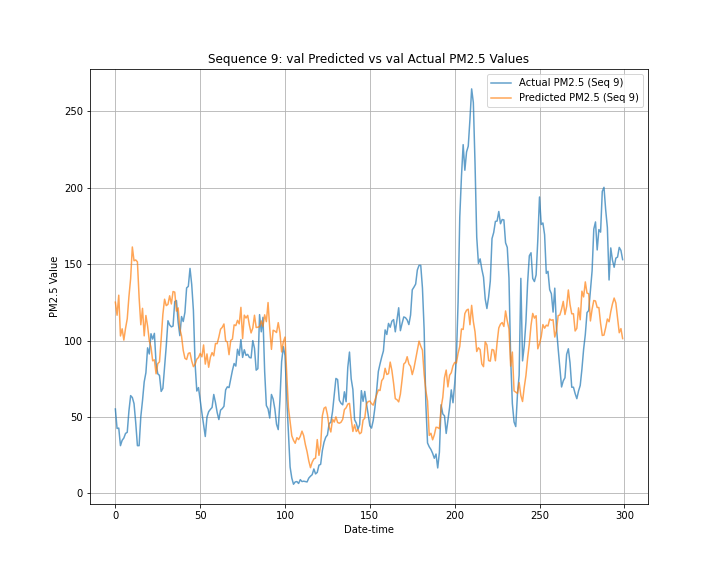 Sequence 9: val Predicted vs val Actual PM2.5 Values
Actual PM2.5 (Seq 9)
Predicted PM2.5 (Seq 9)
PM2.5 Value
250
200
150
100
50
0
0 50 100 150 200 250 300
Date-time